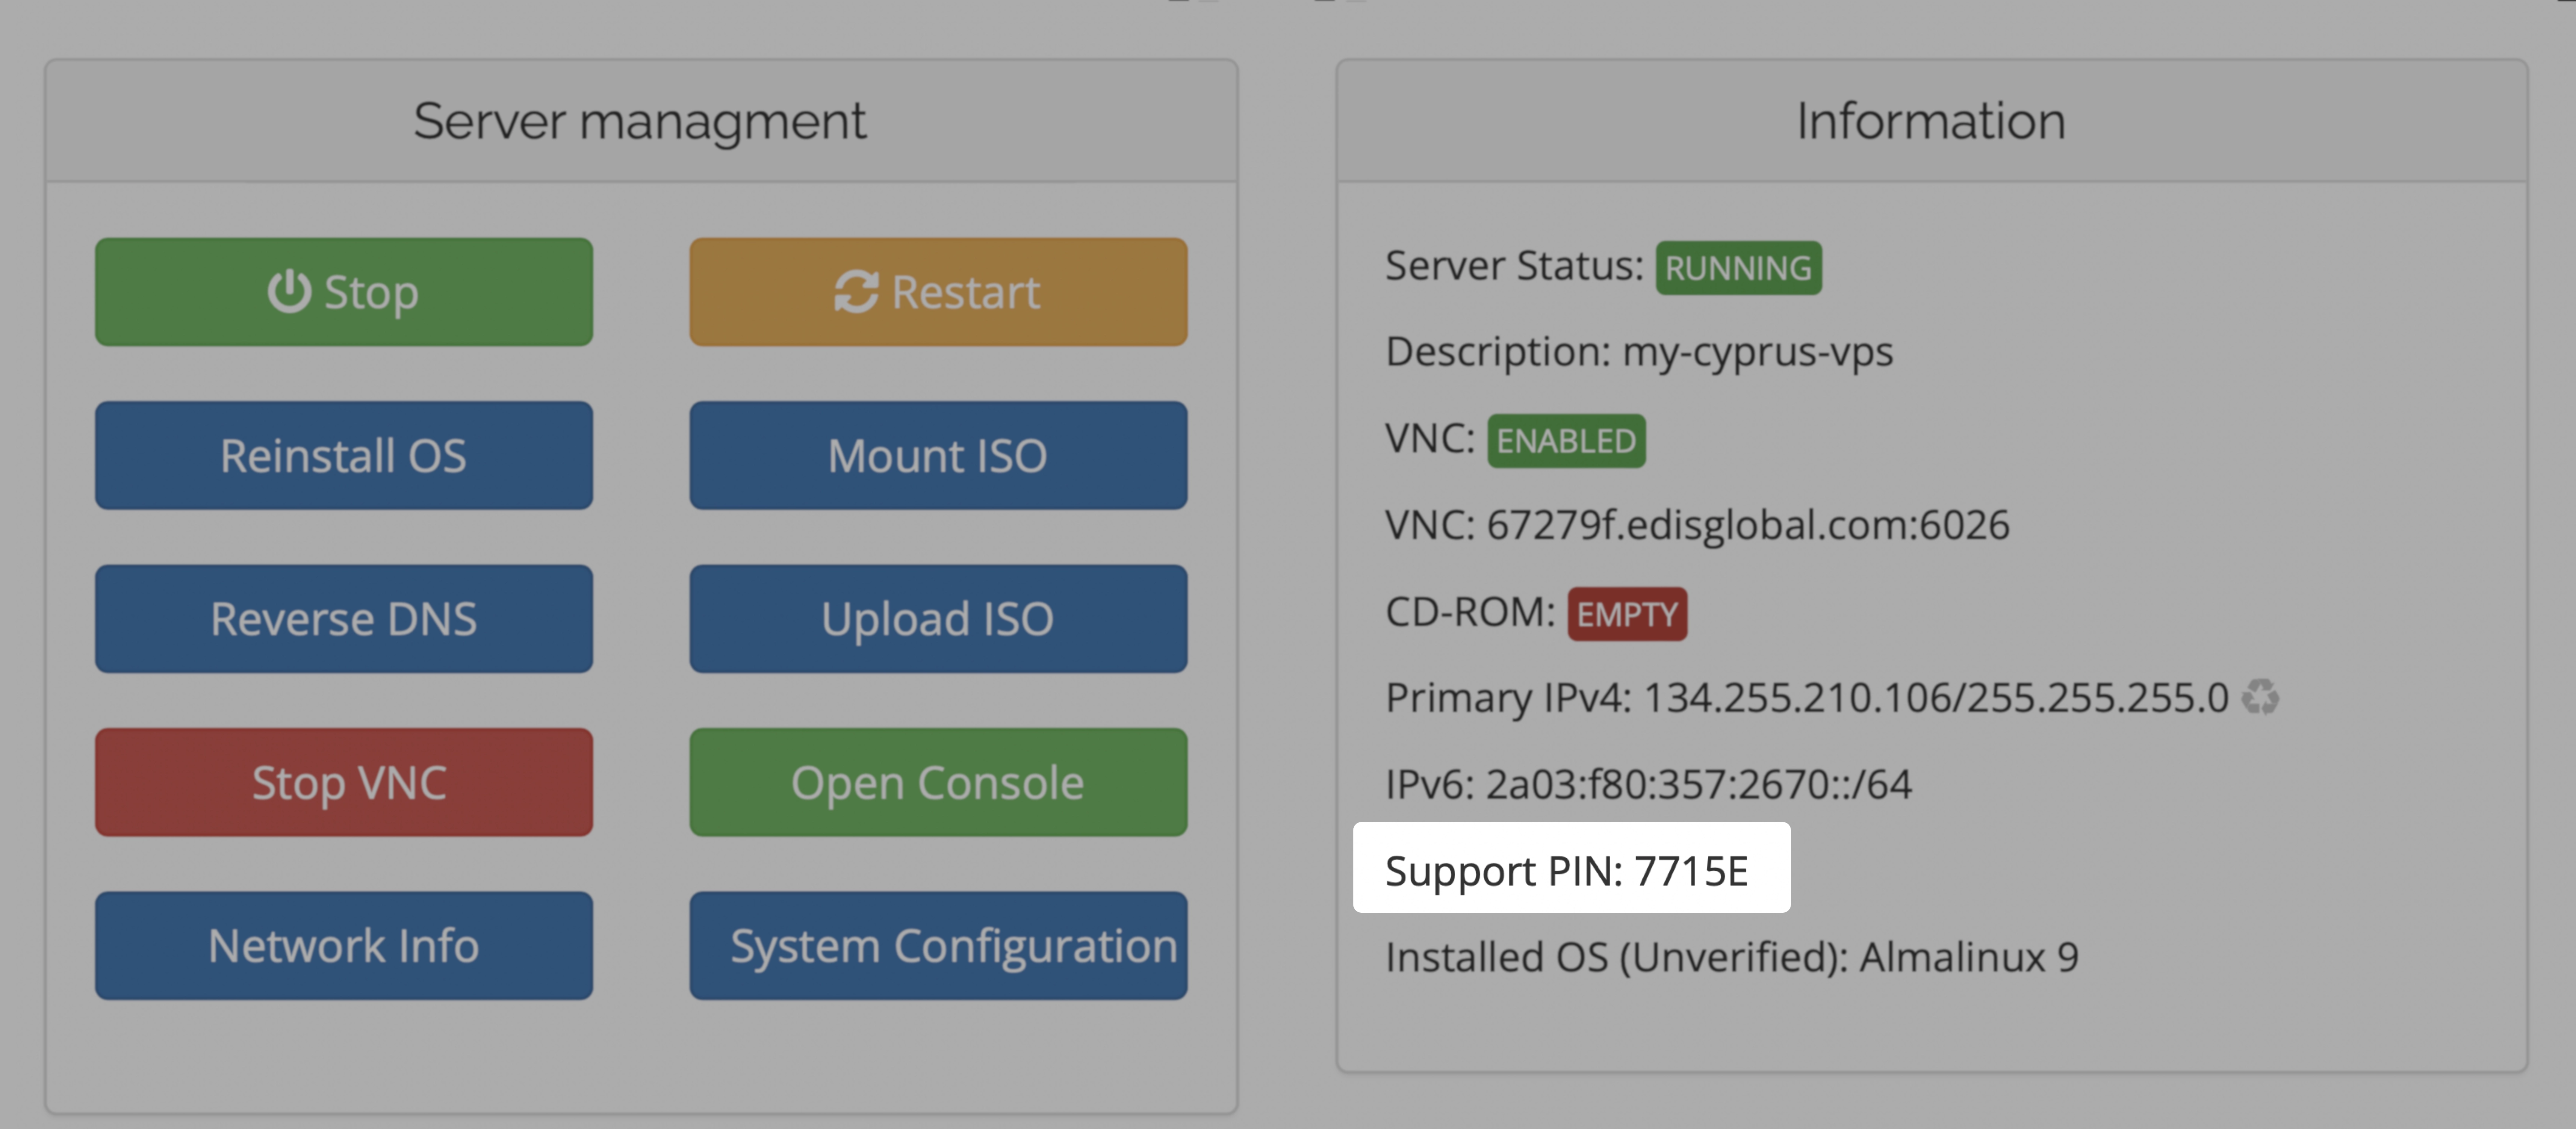 Server managment
Stop
Restart
Reinstall OS
Mount ISO
Reverse DNS
Upload ISO
Stop VNC
Open Console
Network Info
System Configuration
Information
Server Status: RUNNING
Description: my-cyprus-vps
VNC: ENABLED
VNC: 67279f.edisglobal.com:6026
CD-ROM: EMPTY
Primary IPv4: 134.255.210.106/255.255.255.0
IPv6: 2a03:f80:357:2670::/64
Support PIN: 7715E
Installed OS (Unverified): Almalinux 9